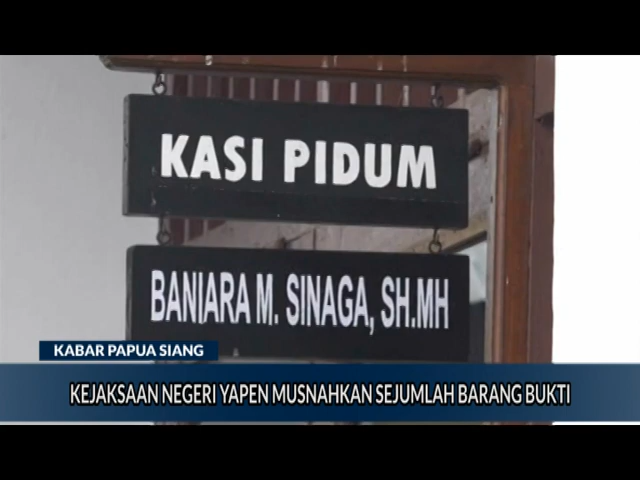 KASI PIDUM
BANIARA M. SINAGA, SH.MH
KABAR PAPUA SIANG
KEJAKSAAN NEGERI YAPEN MUSNAHKAN SEJUMLAH BARANG BUKTI